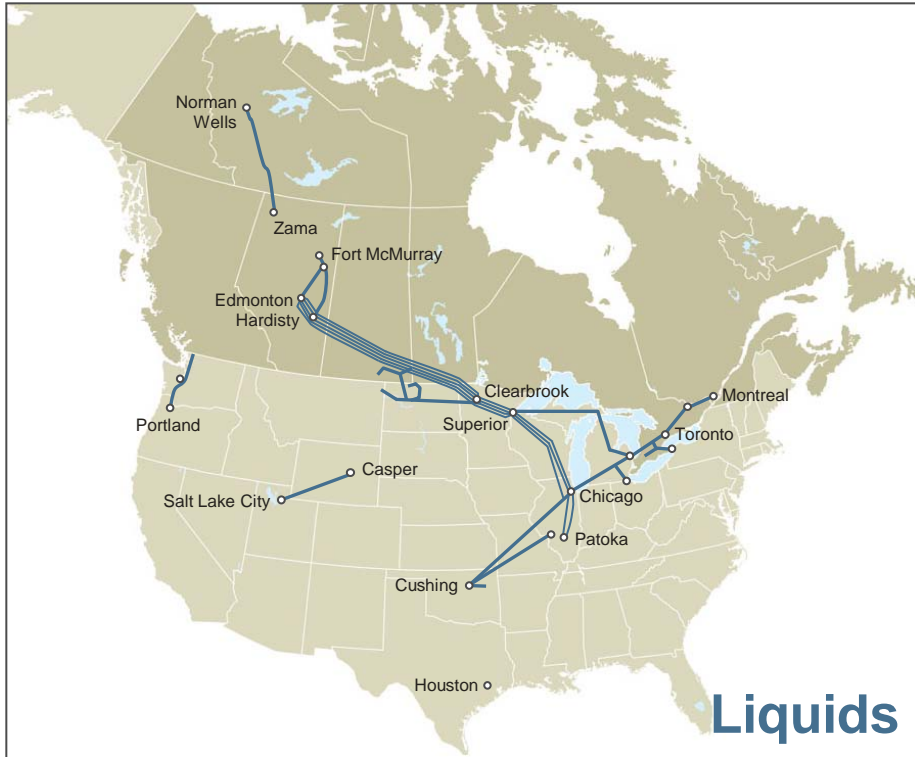 Norman
Wells
Zama
Fort McMurray
Edmonton
Hardisty
Clearbrook
Superior
Montreal
Portland
Toronto
Casper
Salt Lake City
Chicago
Patoka
Cushing
Houston
Liquids